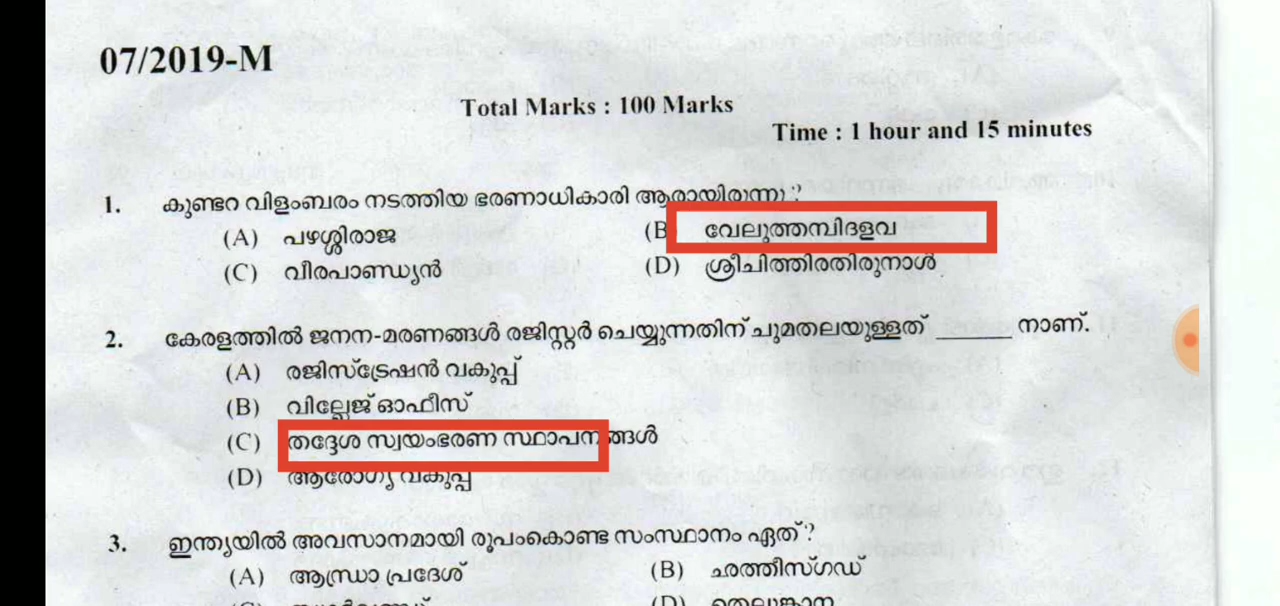 07/2019-M
Total Marks : 100 Marks
Time : 1 hour and 15 minutes
1. കുണ്ടറ വിളംബരം നടത്തിയ ഭരണാധികാരി ആരായിരുന്നു ?
(A) പഴശ്ശിരാജ (B വേലുത്തമ്പിദളവ
(C) വീരപാണ്ഡ്യൻ (D) ശ്രീചിത്തിരതിരുനാൾ
2. കേരളത്തിൽ ജനന-മരണങ്ങൾ രജിസ്റ്റർ ചെയ്യുന്നതിന് ചുമതലയുള്ളത് ______നാണ്.
(A) രജിസ്ട്രേഷൻ വകുപ്പ്
(B) വില്ലേജ് ഓഫീസ്
(C) തദ്ദേശ സ്വയംഭരണ സ്ഥാപനങ്ങൾ
(D) ആരോഗ്യ വകുപ്പ്
3. ഇന്ത്യയിൽ അവസാനമായി രൂപംകൊണ്ട സംസ്ഥാനം ഏത് ?
(A) ആന്ധ്രാ പ്രദേശ് (B) ഛത്തീസ്ഗഡ്
(D) തെലുങ്കാന